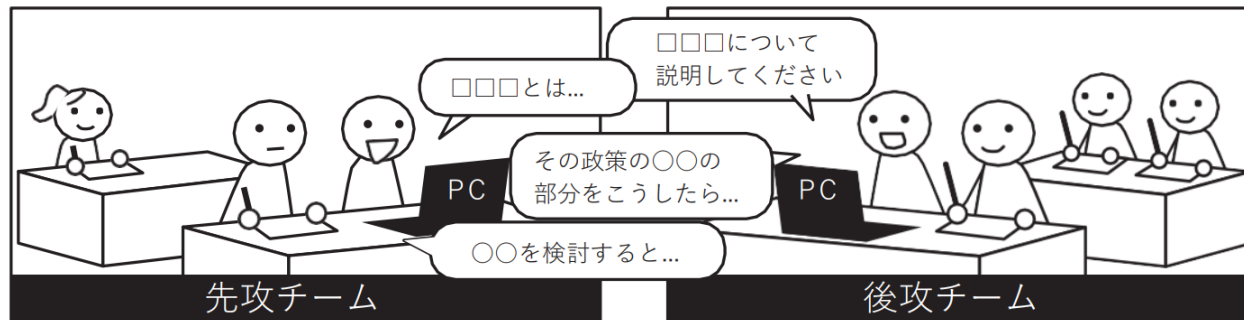 □□□について
説明してください
□□□とは...
その政策の○○の
部分をこうしたら...
○○を検討すると...
PC
PC
先攻チーム
後攻チーム